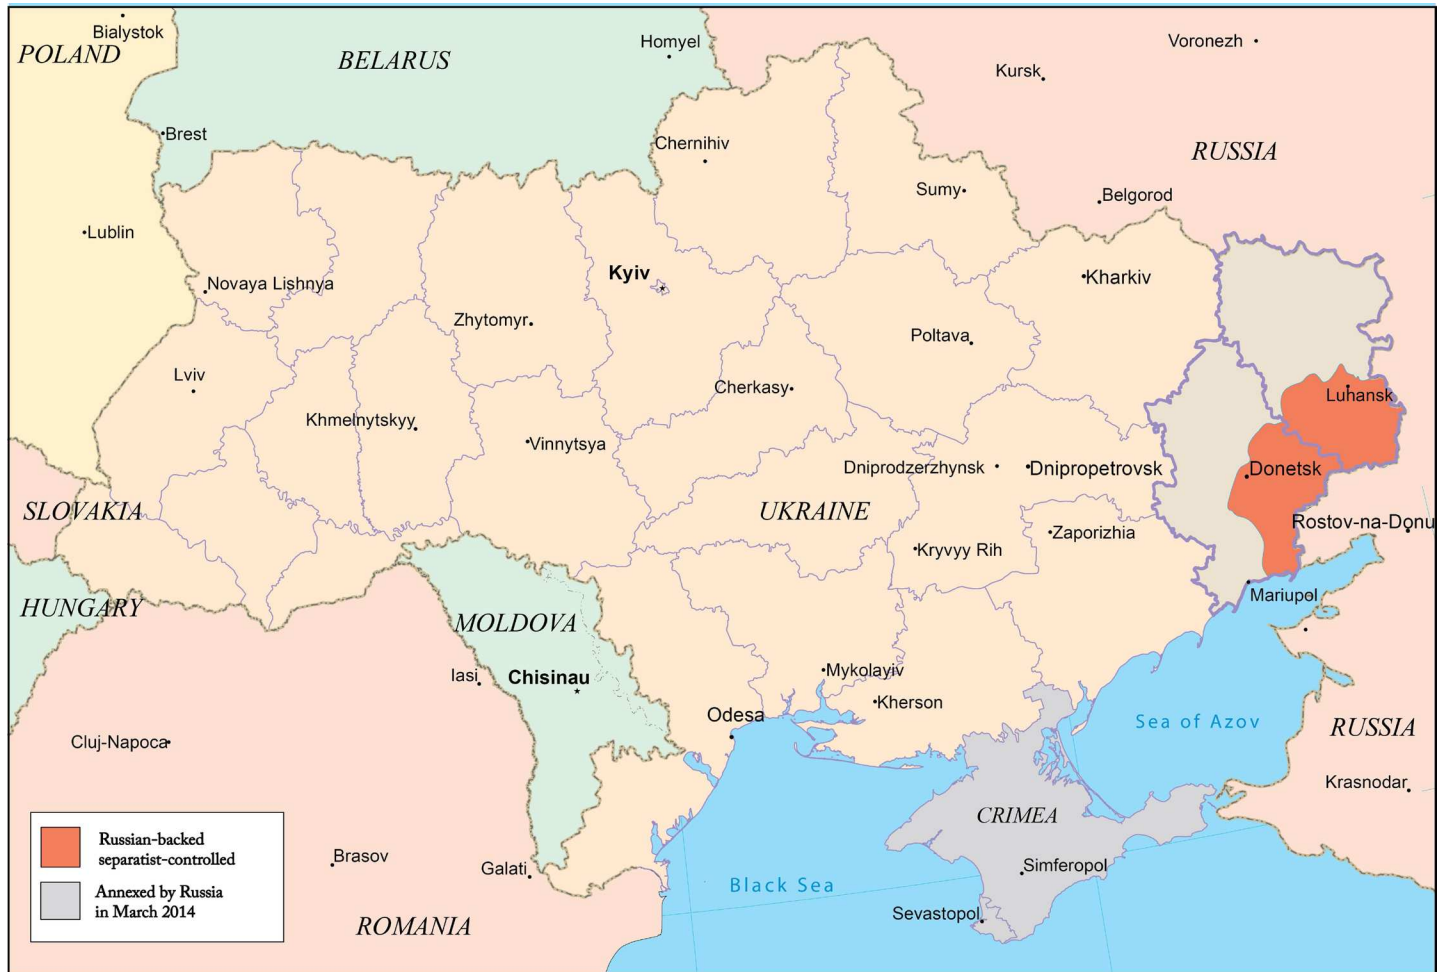 Bialystok
POLAND
BELARUS
Homyel
Voronezh
Kursk
Brest
Chernihiv
RUSSIA
Sumy
Belgorod
Lublin
Kyiv
Kharkiv
Novaya Lishnya
Zhytomyr
Poltava
Lviv
Cherkasy
Luhansk
Khmelnytskyy
Vinnytsya
Dniprodzerzhynsk
Dnipropetrovsk
Donetsk
SLOVAKIA
UKRAINE
Rostov-na-Donu
Zaporizhia
Kryvyy Rih
HUNGARY
Mariupol
MOLDOVA
Iasi
Chisinau
Mykolayiv
Kherson
Odesa
Sea of Azov
RUSSIA
Cluj-Napoca
Krasnodar
CRIMEA
Russian-backed
separatist-controlled
Brasov
Galati
Simferopol
Black Sea
Annexed by Russia
in March 2014
Sevastopol
ROMANIA